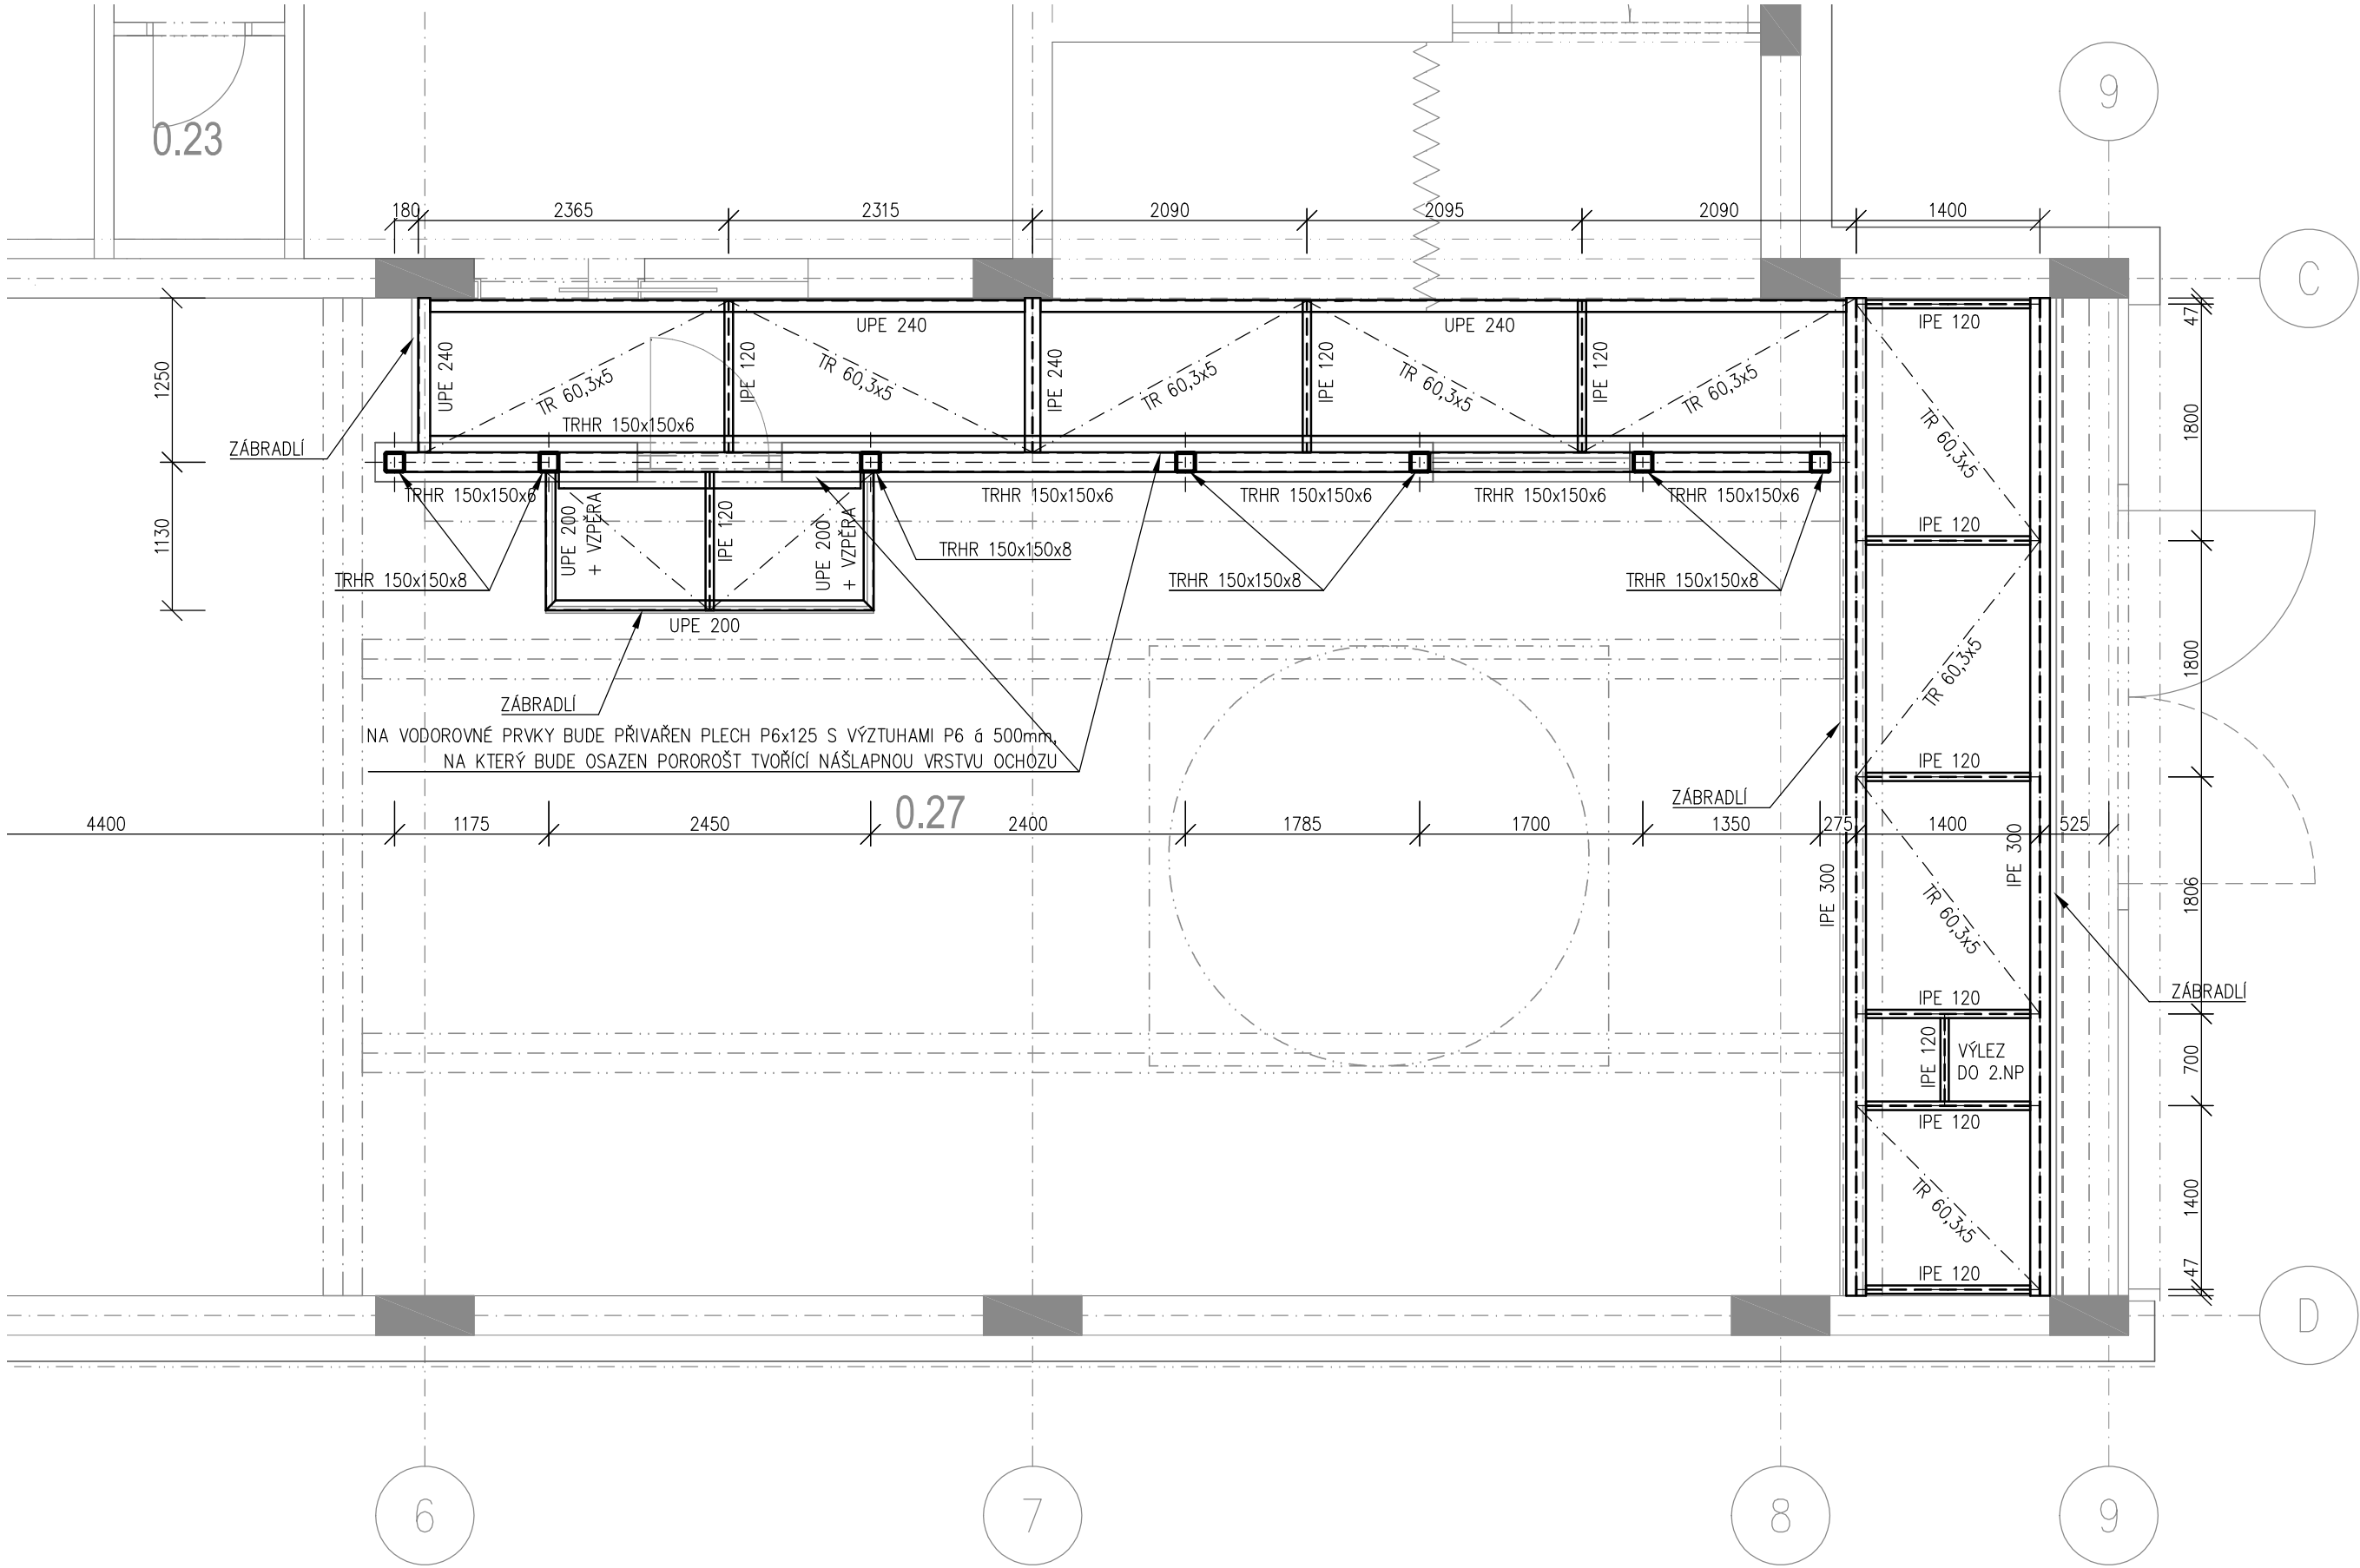 9
0.23
180
2365
2315
2090
2095
2090
1400
C
UPE 240
UPE 240
IPE 120
47
1250
UPE 240
TR 60,3x5
IPE 120
TR 60,3x5
IPE 240
TR 60,3x5
IPE 120
TR 60,3x5
IPE 120
TR 60,3x5
TR 60,3x5
1800
TRHR 150x150x6
ZÁBRADLÍ
TRHR 150x150x6
TRHR 150x150x6
TRHR 150x150x6
TRHR 150x150x6
TRHR 150x150x6
1130
UPE 200
+ VZPĚRA
IPE 120
UPE 200
+ VZPĚRA
IPE 120
TRHR 150x150x8
TRHR 150x150x8
TRHR 150x150x8
TRHR 150x150x8
UPE 200
TR 60,3x5
1800
ZÁBRADLÍ
NA VODOROVNÉ PRVKY BUDE PŘIVAŘEN PLECH P6x125 S VÝZTUHAMI P6 á 500mm,
NA KTERÝ BUDE OSAZEN POROROŠT TVOŘÍCÍ NÁŠLAPNOU VRSTVU OCHOZU
IPE 120
ZÁBRADLÍ
0.27
4400
1175
2450
2400
1785
1700
1350
275
1400
525
IPE 300
IPE 300
TR 60,3x5
1806
ZÁBRADLÍ
IPE 120
IPE 120
VÝLEZ
DO 2.NP
700
IPE 120
TR 60,3x5
1400
IPE 120
47
D
6
7
8
9